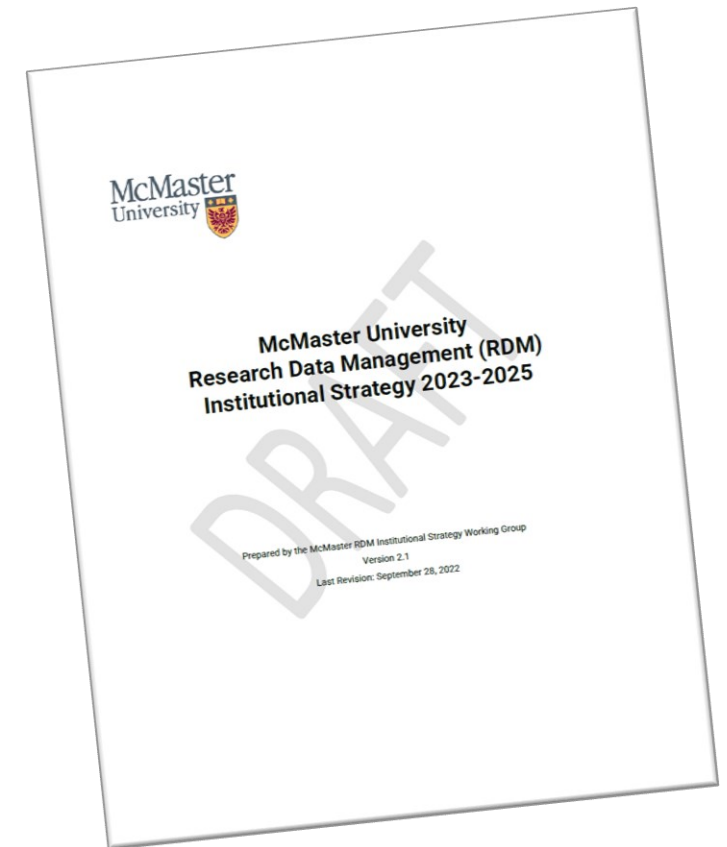 McMaster
University
McMaster University
Research Data Management (RDM)
Institutional Strategy 2023-2025
DRAFT
Prepared by the McMaster RDM Institutional Strategy Working Group
Version 2.1
Last Revision: September 28, 2022